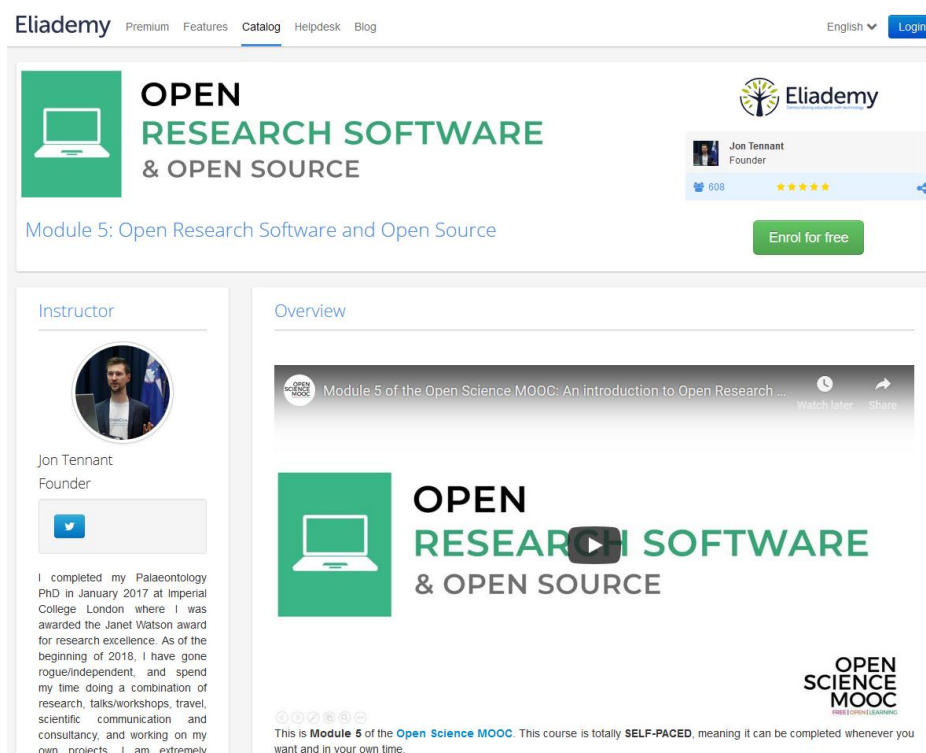 Eliademy Premium Features Catalog Helpdesk Blog English Login
OPEN
RESEARCH SOFTWARE
& OPEN SOURCE
Eliademy
Jon Tennant
Founder
608
Module 5: Open Research Software and Open Source
Enrol for free
Instructor
Jon Tennant
Founder
I completed my Palaeontology
PhD in January 2017 at Imperial
College London where I was
awarded the Janet Watson award
for research excellence. As of the
beginning of 2018, I have gone
rogue/independent, and spend
my time doing a combination of
research, talks/workshops, travel,
scientific communication and
consultancy, and working on my
own projects. I am extremely
Overview
OPEN
SCIENCE
MOOC
Module 5 of the Open Science MOOC: An introduction to Open Research ...
Watch later Share
OPEN
RESEARCH SOFTWARE
& OPEN SOURCE
OPEN
SCIENCE
MOOC
FREE | OPEN | LEARNING
This is Module 5 of the Open Science MOOC. This course is totally SELF-PACED, meaning it can be completed whenever you
want and in your own time.